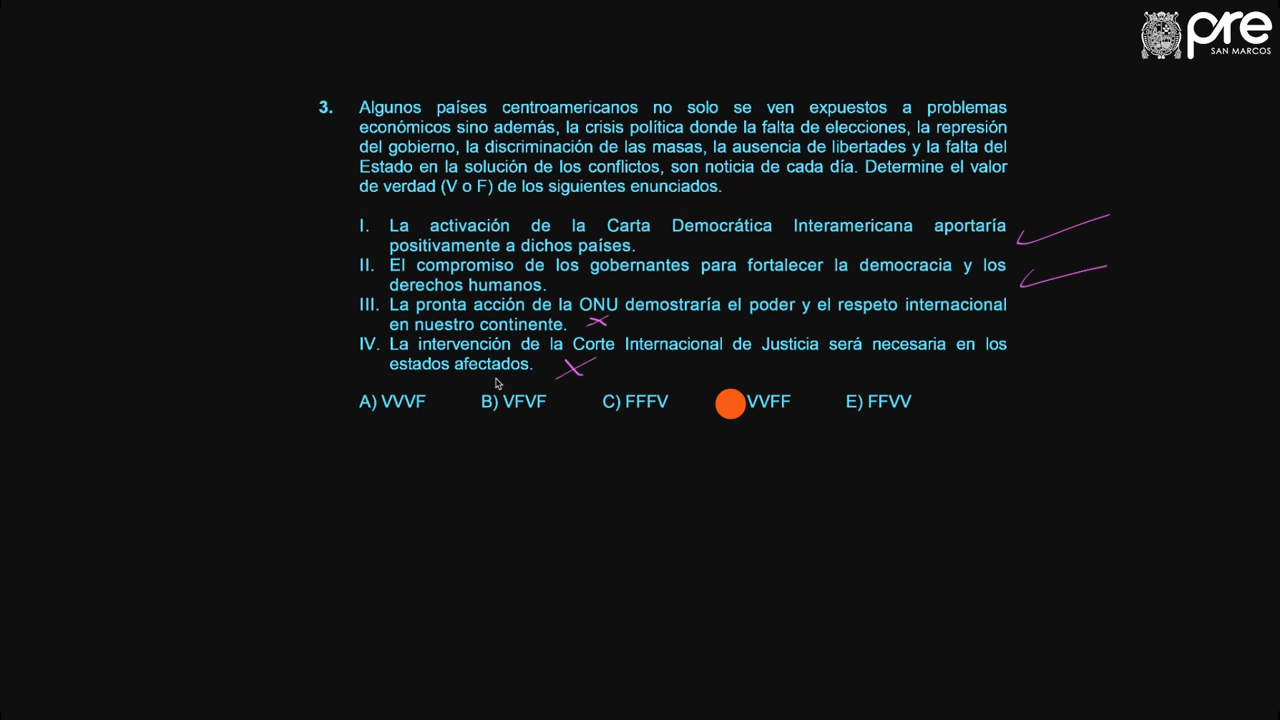 pre
SAN MARCOS
3. Algunos países centroamericanos no solo se ven expuestos a problemas
económicos sino además, la crisis política donde la falta de elecciones, la represión
del gobierno, la discriminación de las masas, la ausencia de libertades y la falta del
Estado en la solución de los conflictos, son noticia de cada día. Determine el valor
de verdad (V o F) de los siguientes enunciados.
I. La activación de la Carta Democrática Interamericana aportaría
positivamente a dichos países.
II. El compromiso de los gobernantes para fortalecer la democracia y los
derechos humanos.
III. La pronta acción de la ONU demostraría el poder y el respeto internacional
en nuestro continente.
IV. La intervención de la Corte Internacional de Justicia será necesaria en los
estados afectados.
A) VVVF B) VFVF C) FFFV VVFF E) FFVV